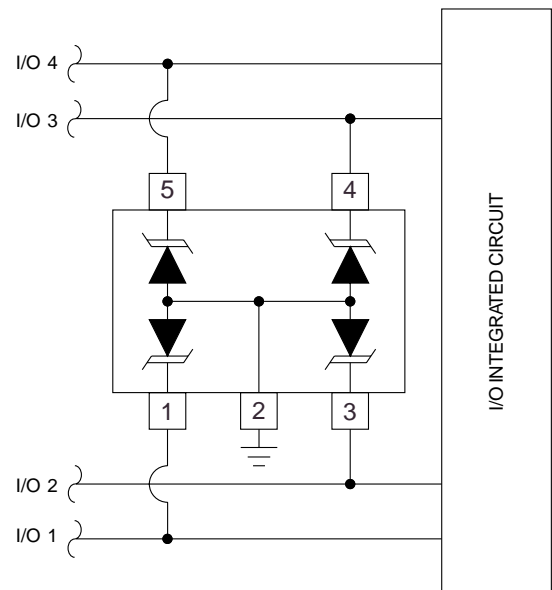 I/O 4
I/O 3
5
4
1
2
3
I/O 2
I/O 1
I/O INTEGRATED CIRCUIT